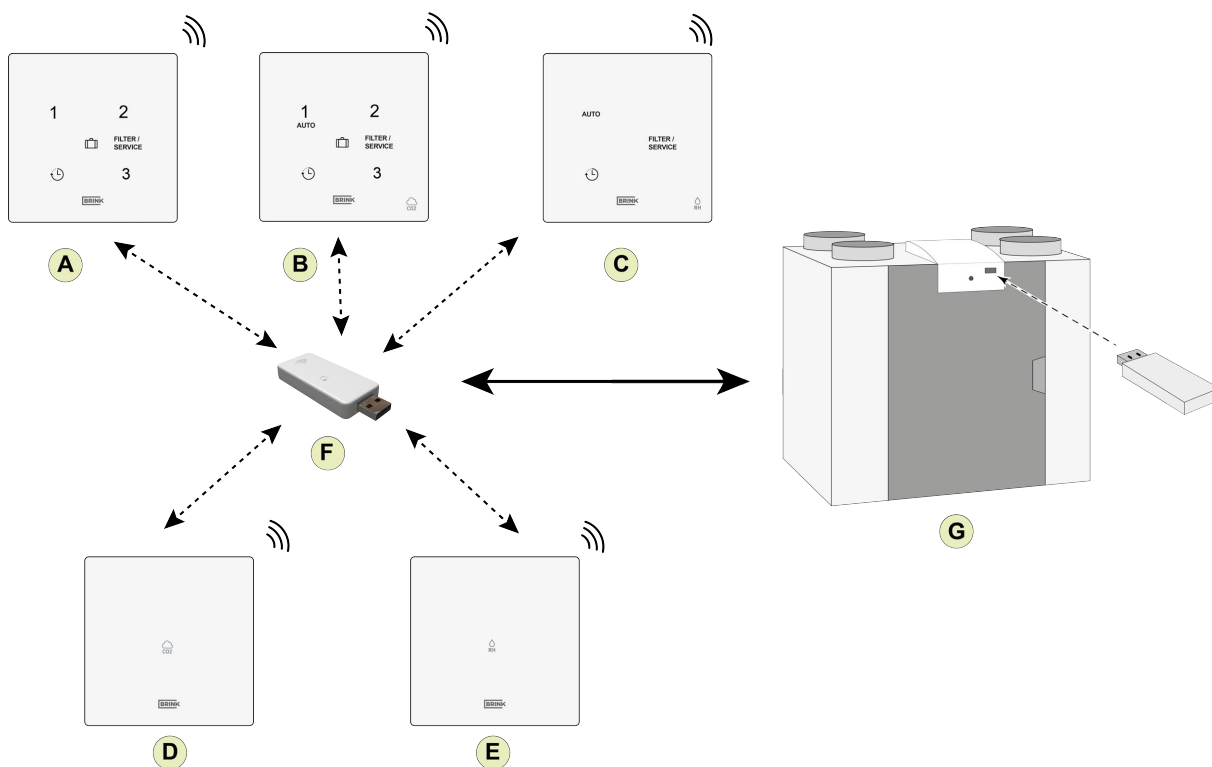 1 2
FILTER /
SERVICE
3
BRINK
A
1 2
AUTO
FILTER /
SERVICE
3
BRINK
CO2
B
AUTO
FILTER /
SERVICE
BRINK
RH
C
F
G
CO2
BRINK
D
RH
BRINK
E